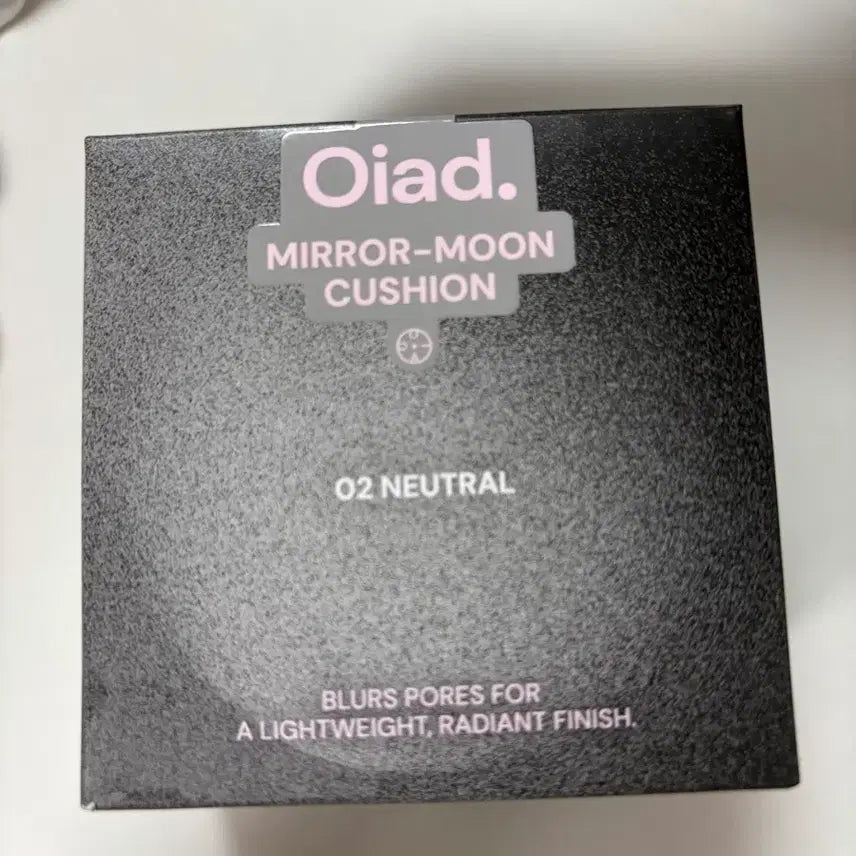 Oiad.
MIRROR-MOON
CUSHION
02 NEUTRAL
BLURS PORES FOR
A LIGHTWEIGHT, RADIANT FINISH.